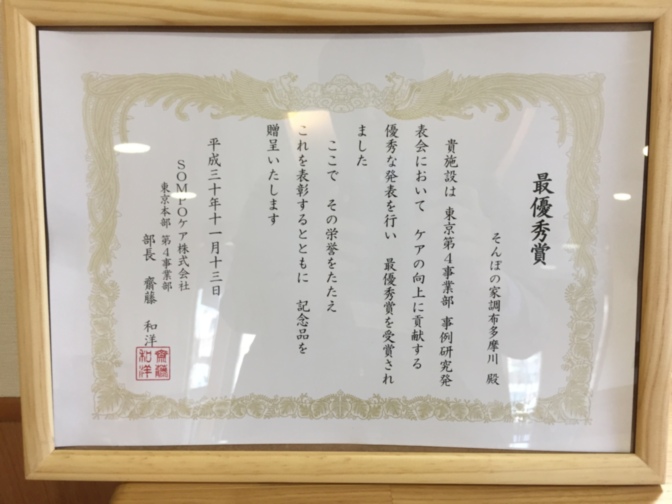 最優秀賞
そんぽの家調布多摩川 殿
貴施設は 東京第4事業部 事例研究発
表会において ケアの向上に貢献する
優秀な発表を行い 最優秀賞を受賞され
ました
ここで その栄誉をたたえ
これを表彰するとともに 記念品を
贈呈いたします
平成三十年十一月十三日
SOMPOケア株式会社
東京本部 第4事業部
部長 齋藤 和洋
齋藤
和洋